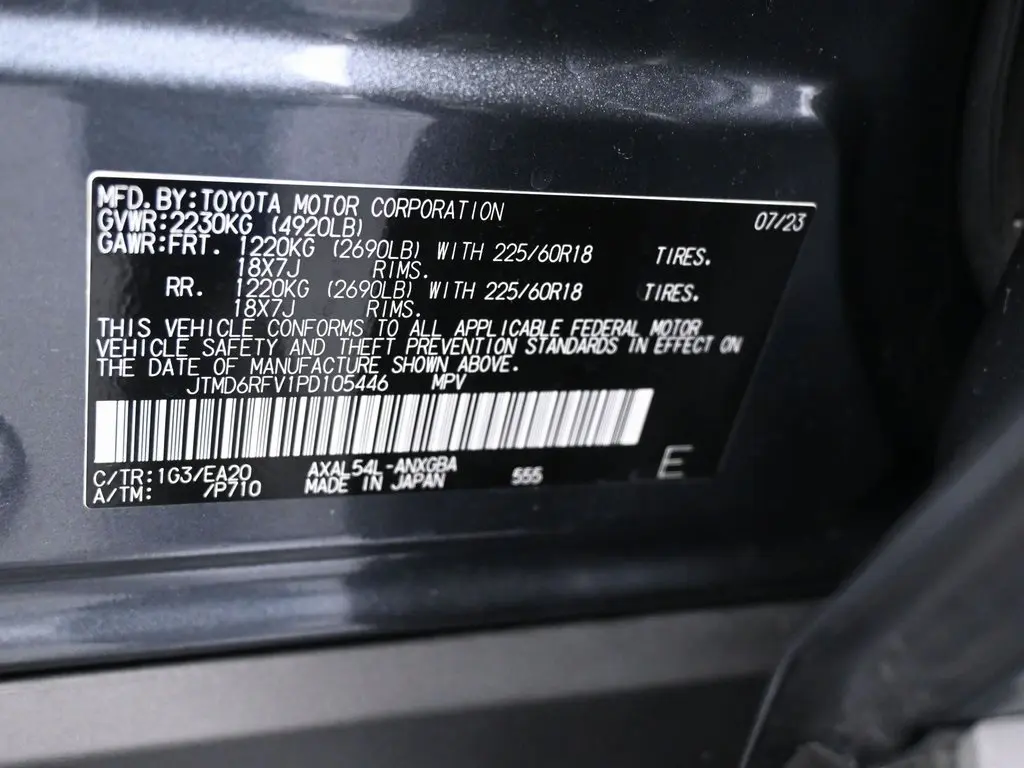 MFD.BY:TOYOTA MOTOR CORPORATION 07/23
GVWR:2230KG (4920LB)
GAWR:FRT. 1220KG (2690LB) WITH 225/60R18 TIRES.
18X7J RIMS.
RR. 1220KG (2690LB) WITH 225/60R18 TIRES.
18X7J RIMS.
THIS VEHICLE CONFORMS TO ALL APPLICABLE FEDERAL MOTOR
VEHICLE SAFETY AND THEFT PREVENTION STANDARDS IN EFFECT ON
THE DATE OF MANUFACTURE SHOWN ABOVE.
JTMD6RFV1PD105446 MPV
C/TR:1G3/EA20 AXAL54L-ANXGBA 555 E
A/TM: /P710 MADE IN JAPAN